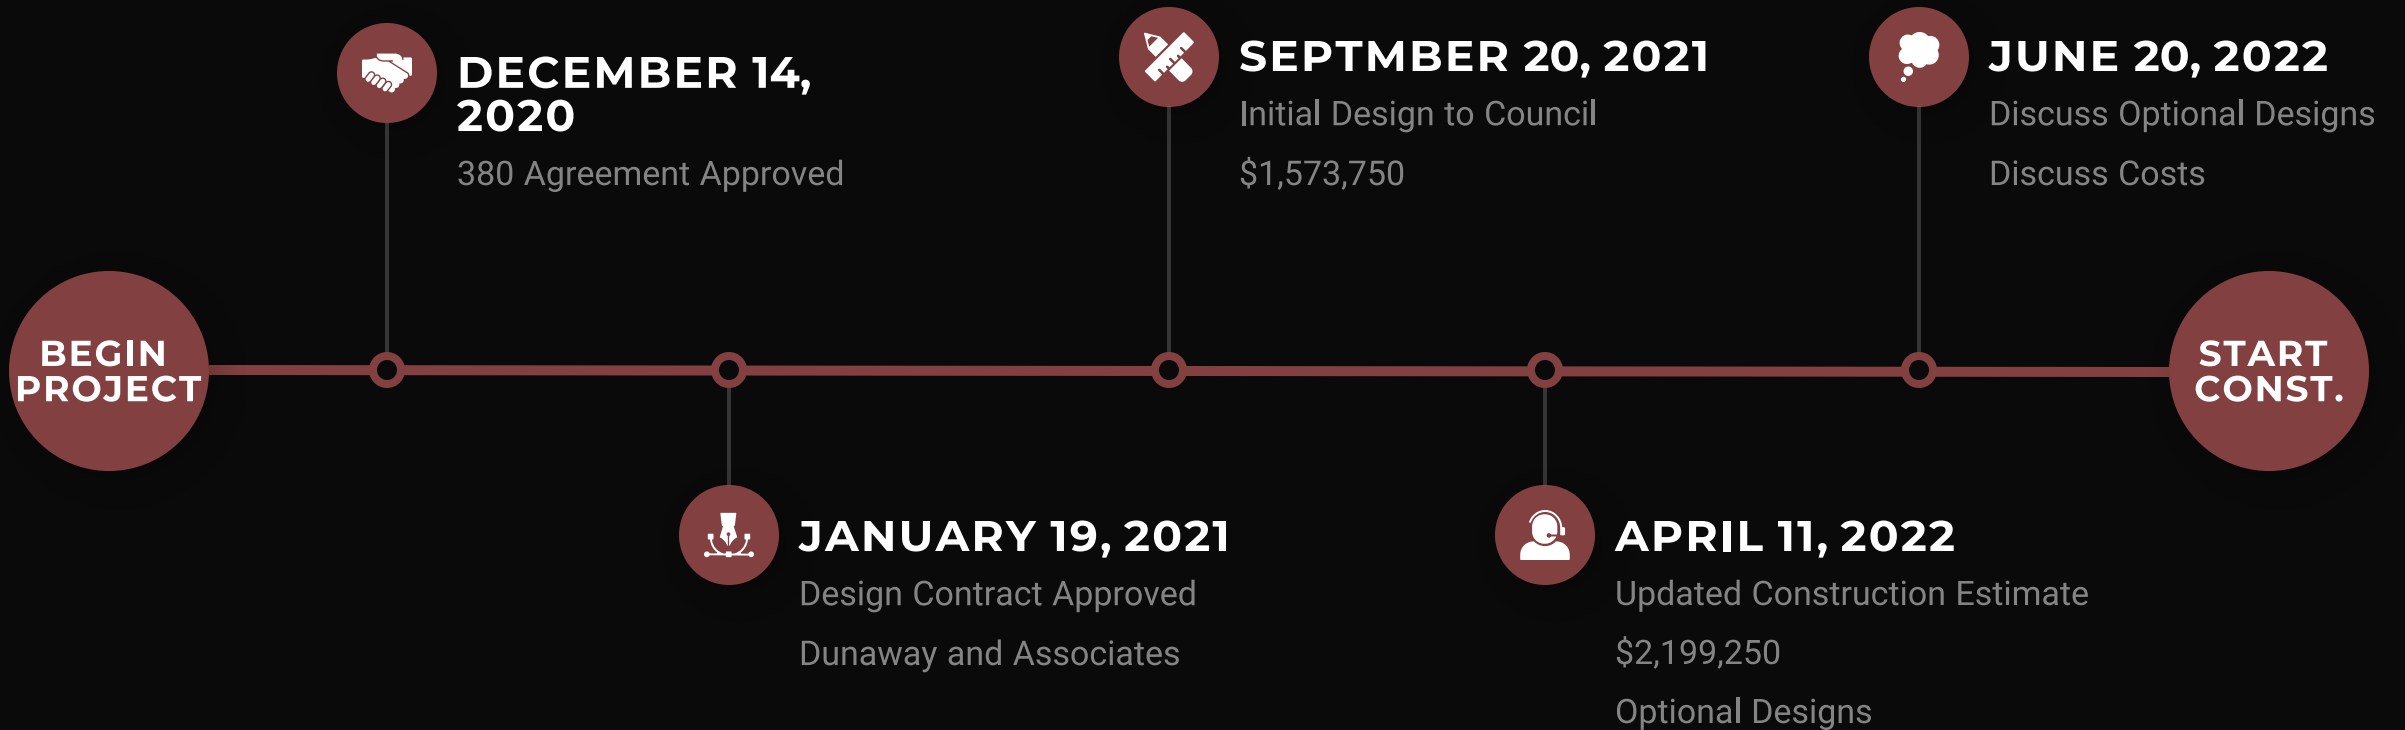 BEGIN
PROJECT
DECEMBER 14,
2020
380 Agreement Approved
JANUARY 19, 2021
Design Contract Approved
Dunaway and Associates
SEPTMBER 20, 2021
Initial Design to Council
$1,573,750
APRIL 11, 2022
Updated Construction Estimate
$2,199,250
Optional Designs
JUNE 20, 2022
Discuss Optional Designs
Discuss Costs
START
CONST.